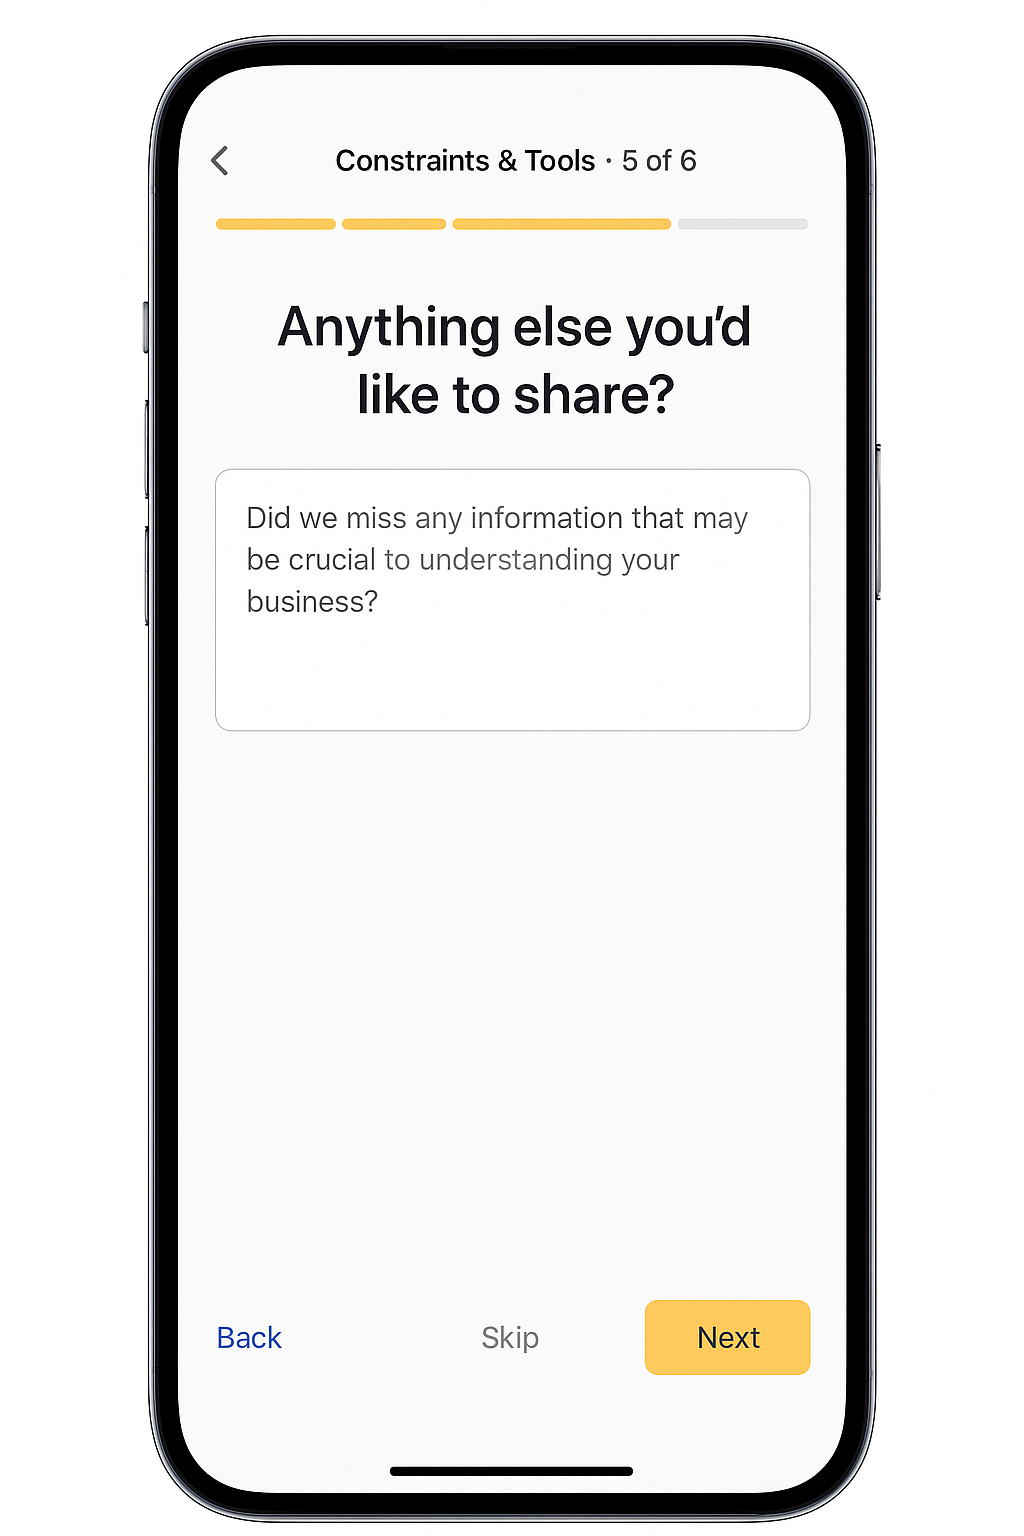 Constraints & Tools · 5 of 6
Anything else you’d
like to share?
Did we miss any information that may
be crucial to understanding your
business?
Back
Skip
Next